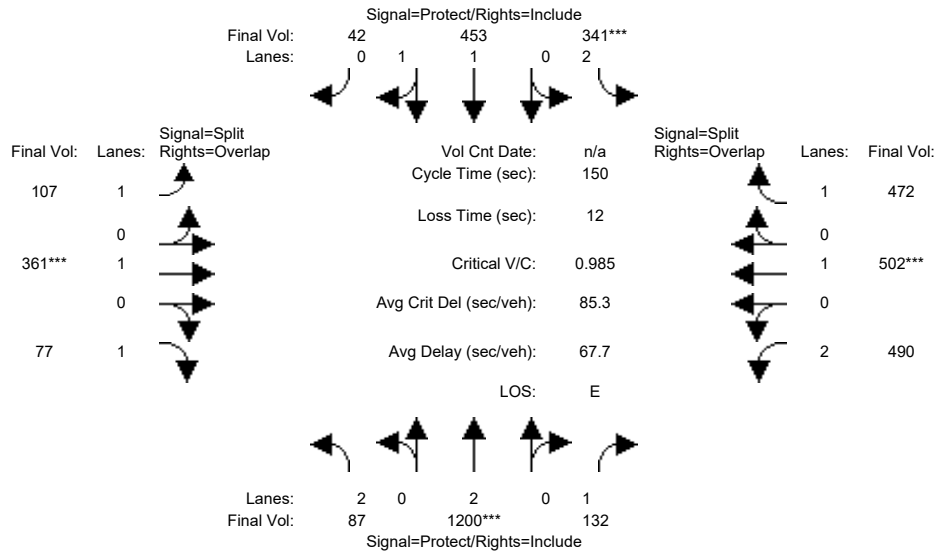 Signal=Protect/Rights=Include
Final Vol: 42 453 341***
Lanes: 0 1 1 0 2
Signal=Split
Final Vol: Lanes: Rights=Overlap
Vol Cnt Date: n/a
Signal=Split
Rights=Overlap Lanes: Final Vol:
Cycle Time (sec): 150
107 1
1 472
Loss Time (sec): 12
0
0
361*** 1
Critical V/C: 0.985
1 502***
0
Avg Crit Del (sec/veh): 85.3
0
77 1
Avg Delay (sec/veh): 67.7
2 490
LOS: E
Lanes: 2 0 2 0 1
Final Vol: 87 1200*** 132
Signal=Protect/Rights=Include